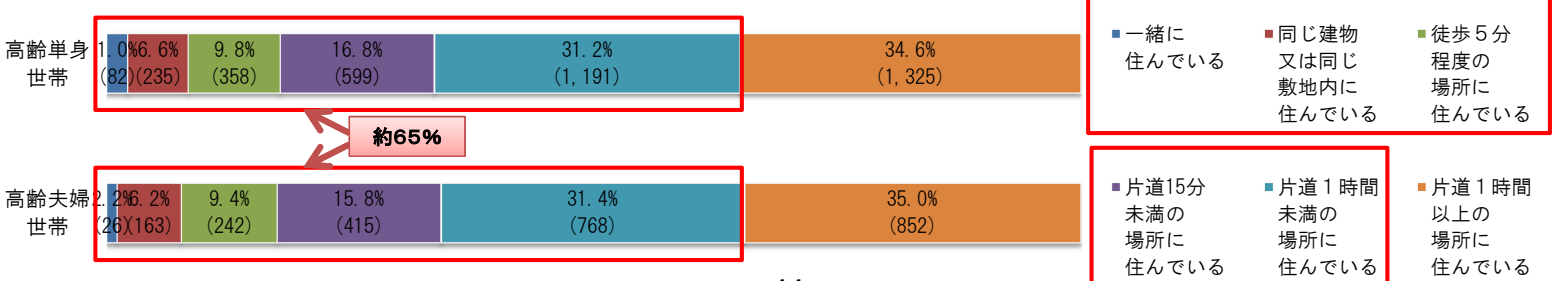 高齢単身
世帯
1.0%
6.6%
9.8%
16.8%
31.2%
34.6%
(82)
(235)
(358)
(599)
(1,191)
(1,325)
約65%
高齢夫婦
世帯
2.2%
6.2%
9.4%
15.8%
31.4%
35.0%
(26)
(163)
(242)
(415)
(768)
(852)
■一緒に
住んでいる
■同じ建物
又は同じ
敷地内に
住んでいる
■徒歩5分
程度の
場所に
住んでいる
■片道15分
未満の
場所に
住んでいる
■片道1時間
未満の
場所に
住んでいる
■片道1時間
以上の
場所に
住んでいる